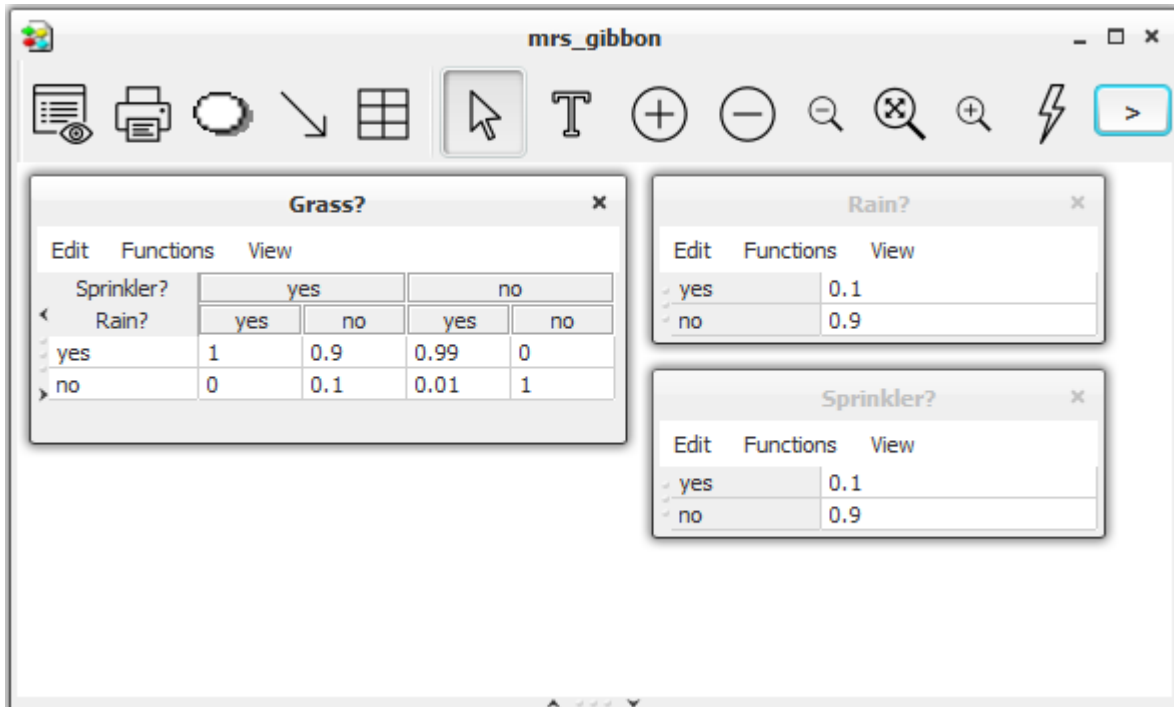 mrs_gibbon
T
>
Grass?
Edit Functions View
Sprinkler? yes no
Rain? yes no yes no
yes 1 0.9 0.99 0
no 0 0.1 0.01 1
Rain?
Edit Functions View
yes 0.1
no 0.9
Sprinkler?
Edit Functions View
yes 0.1
no 0.9